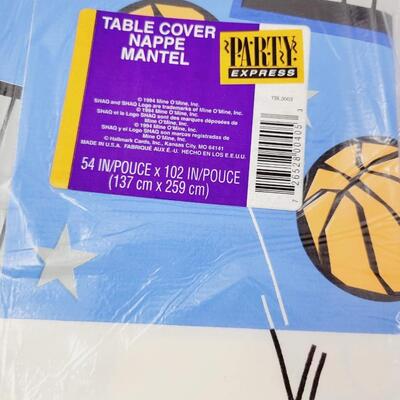 TABLE COVER
NAPPE
MANTEL
PARTY
EXPRESS
© 1994 Mine O'Mine, Inc.
SHAQ and SHAQ Logo are trademarks of Mine O'Mine, Inc.
© 1994 Mine O'Mine, Inc.
SHAQ et le logo SHAQ sont des marques déposées de
Mine O'Mine, Inc.
© 1994 Mine O'Mine, Inc.
SHAQ y el logo SHAQ son marcas registradas de
Mine O'Mine, Inc.
© Hallmark Cards, Inc., Kansas City, MO 64141
MADE IN U.S.A. FABRIQUÉ AUX É.-U. HECHO EN LOS E.E.U.U.
54 IN/POUCE x 102 IN/POUCE
(137 cm x 259 cm)
7 26528 00405 3